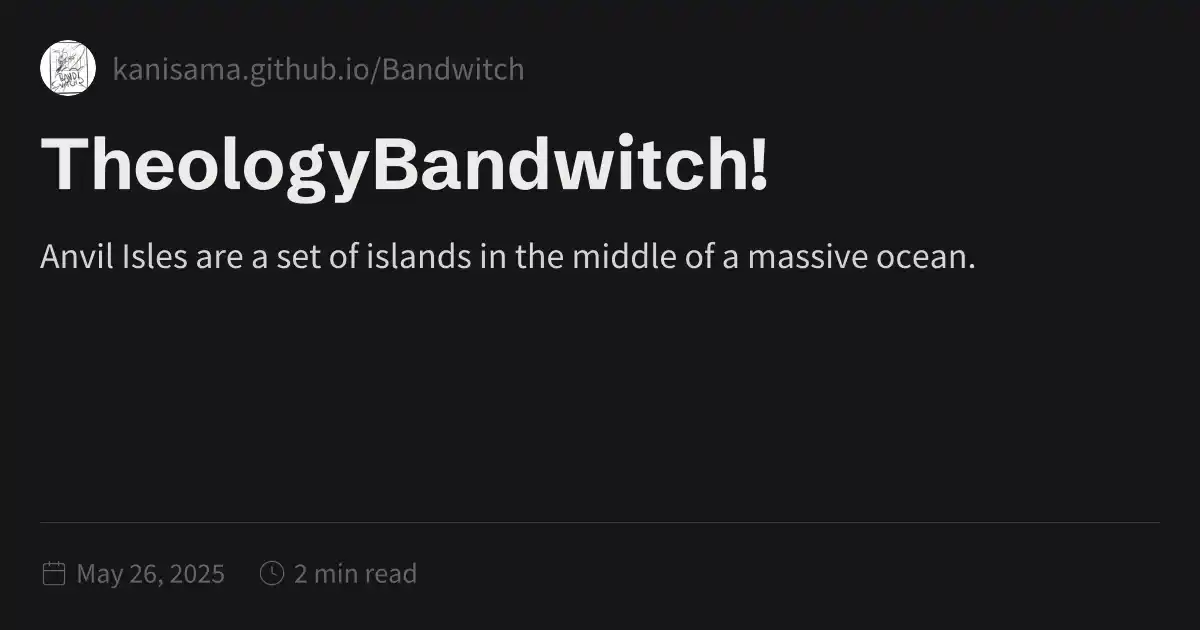 kanisama.github.io/Bandwitch
TheologyBandwitch!
Anvil Isles are a set of islands in the middle of a massive ocean.
May 26, 2025
2 min read